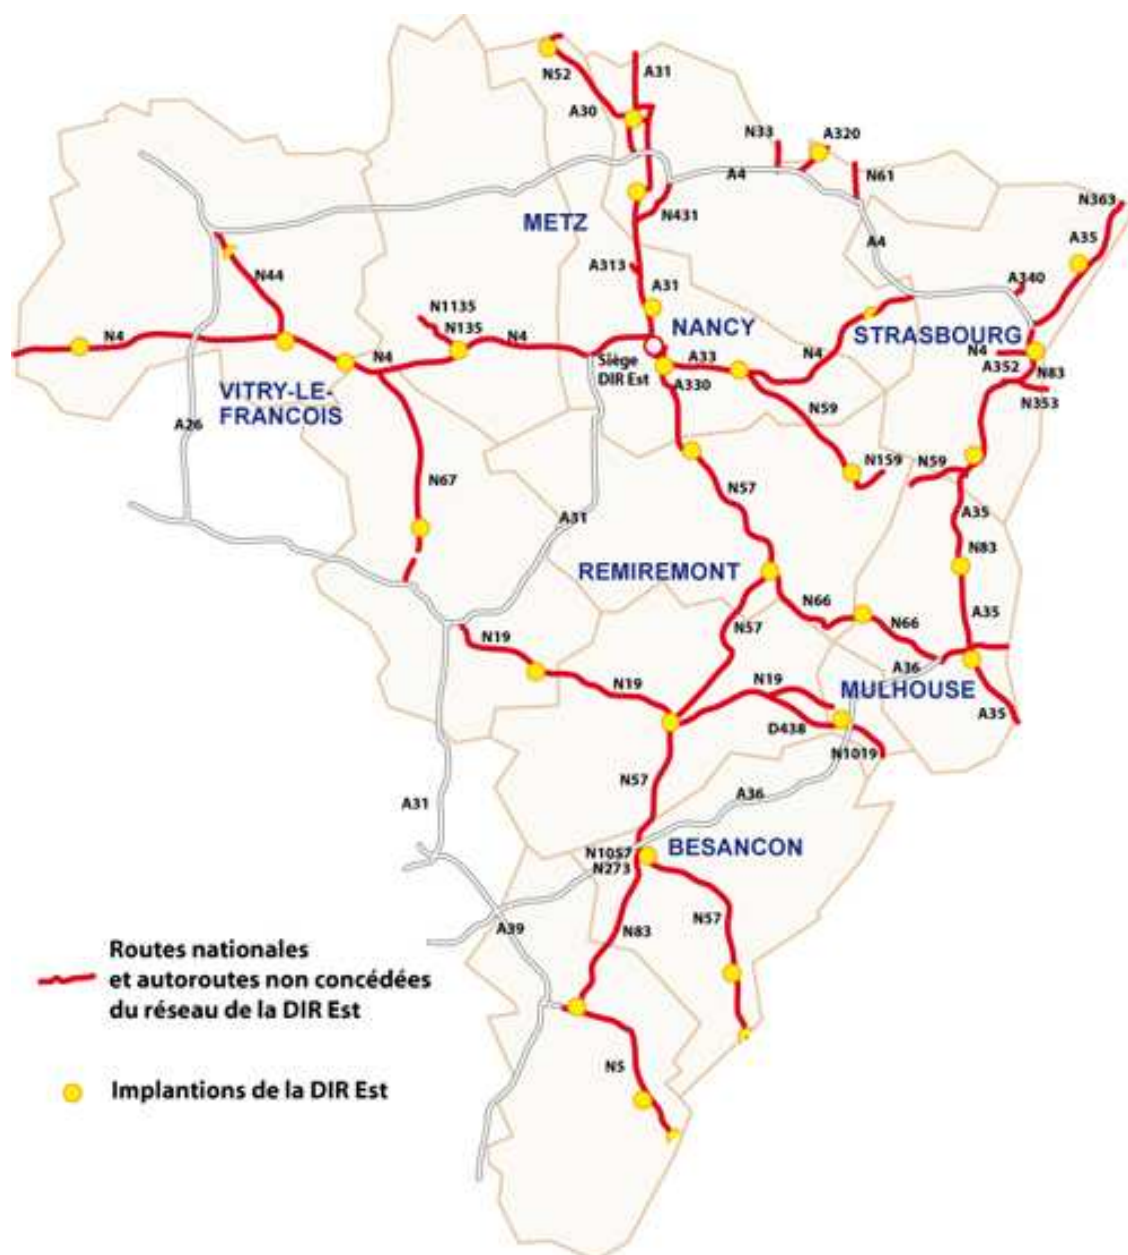 N52
A31
A30
N33
A320
A4
N61
N363
METZ
N431
A4
A35
A313
N44
A340
A31
N1135
NANCY
STRASBOURG
N4
N135
N4
N4
N4
N4
Siège
DIR Est
A33
A352
N83
A330
VITRY-LE-
FRANCOIS
N353
A26
N59
N159
N59
N67
N57
A31
A35
N83
REMIREMONT
N66
A35
N57
N66
N19
A36
N19
N19
MULHOUSE
D438
A35
N1019
N57
A36
A31
N1057
BESANCON
N273
N57
A39
N83
Routes nationales
et autoroutes non concédées
du réseau de la DIR Est
N5
Implantions de la DIR Est